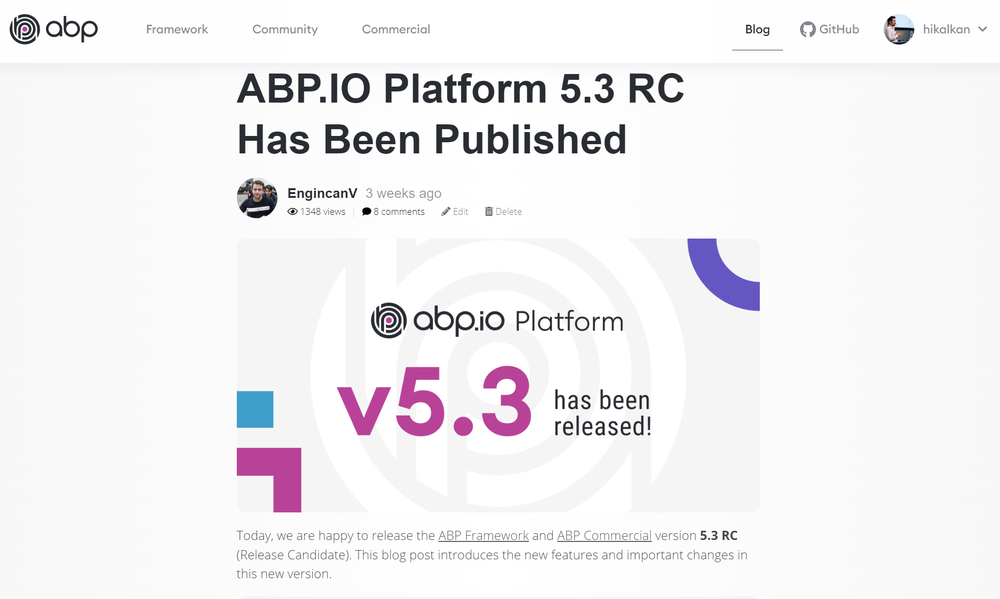 abp
Framework
Community
Commercial
Blog
GitHub
hikalkan
ABP.IO Platform 5.3 RC
Has Been Published
EngincanV 3 weeks ago
1348 views
8 comments
Edit
Delete
abp.io Platform
v5.3
has been
released!
Today, we are happy to release the ABP Framework and ABP Commercial version 5.3 RC
(Release Candidate). This blog post introduces the new features and important changes in
this new version.